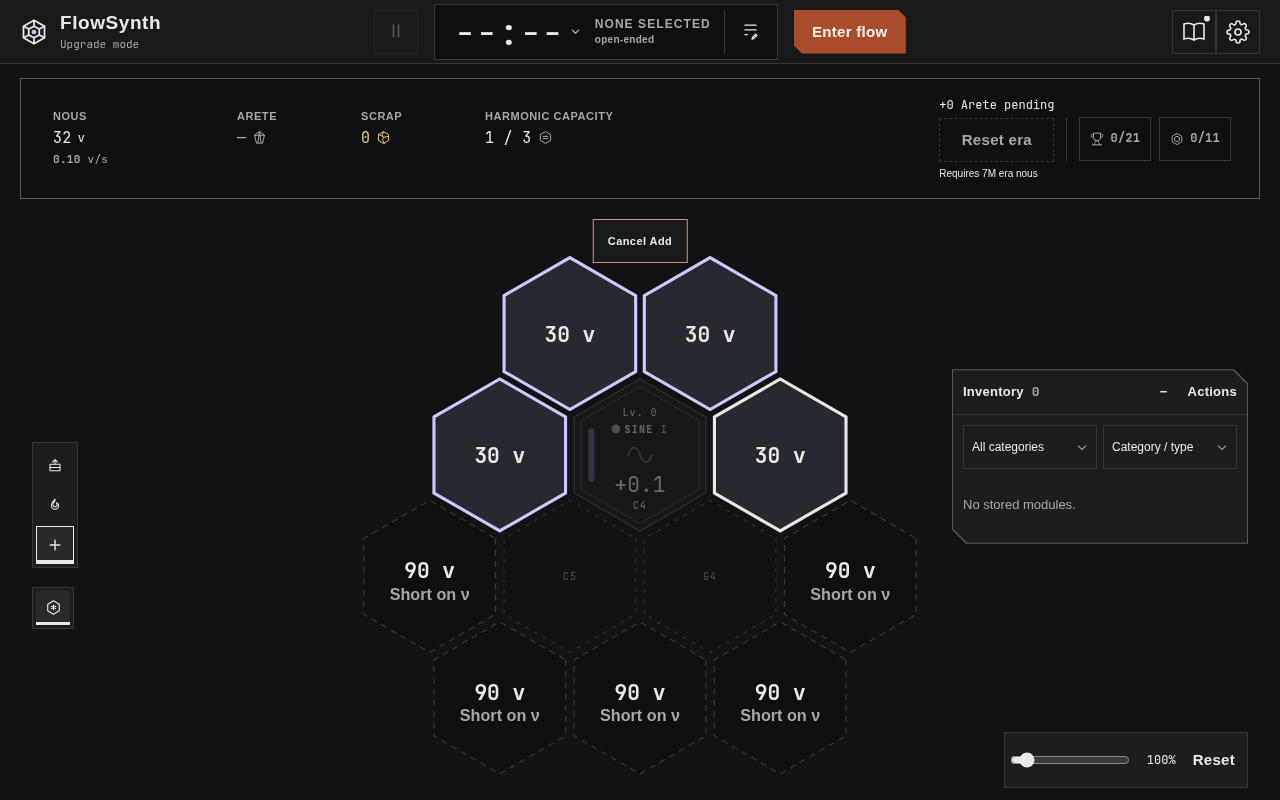 FlowSynth
Upgrade mode
--:--
NONE SELECTED
open-ended
Enter flow
NOUS
32 ν
0.10 ν/s
ARETE
—
SCRAP
0
HARMONIC CAPACITY
1 / 3
+0 Arete pending
Reset era
Requires 7M era nous
0/21
0/11
Cancel Add
30 ν
30 ν
30 ν
Lv. 0
SINE I
+0.1
C4
30 ν
90 ν
Short on ν
C5
G4
90 ν
Short on ν
90 ν
Short on ν
90 ν
Short on ν
90 ν
Short on ν
Inventory 0
− Actions
All categories
Category / type
No stored modules.
100%
Reset